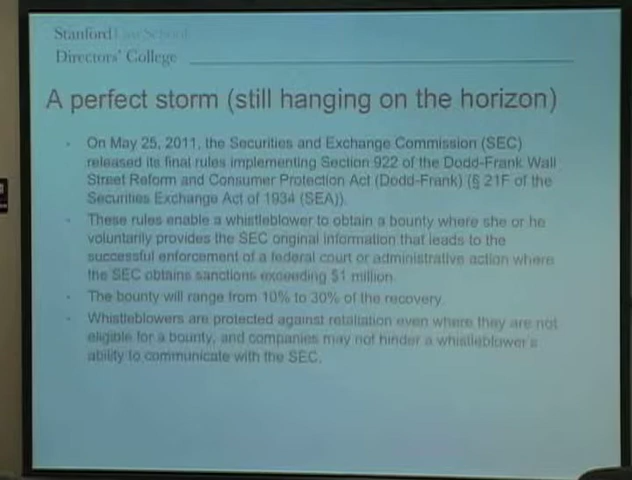 Stanford Law School
Directors' College
A perfect storm (still hanging on the horizon)
- On May 25, 2011, the Securities and Exchange Commission (SEC)
released its final rules implementing Section 922 of the Dodd-Frank Wall
Street Reform and Consumer Protection Act (Dodd-Frank) (§ 21F of the
Securities Exchange Act of 1934 (SEA)).
- These rules enable a whistleblower to obtain a bounty where she or he
voluntarily provides the SEC original information that leads to the
successful enforcement of a federal court or administrative action where
the SEC obtains sanctions exceeding $1 million.
- The bounty will range from 10% to 30% of the recovery.
- Whistleblowers are protected against retaliation even where they are not
eligible for a bounty, and companies may not hinder a whistleblower's
ability to communicate with the SEC.